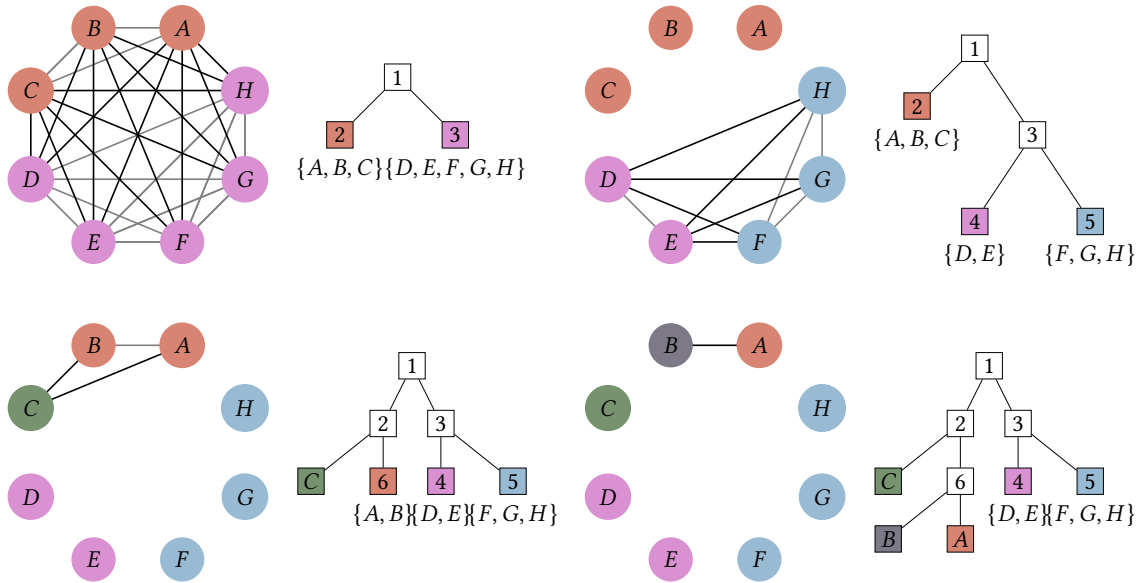 B A
C H
D G
E F
1
2 3
{A, B, C}{D, E, F, G, H}
B A
C H
D G
E F
1
2
{A, B, C}
3
4 5
{D, E} {F, G, H}
B A
C H
D G
E F
1
2 3
C 6 4 5
{A, B}{D, E}{F, G, H}
B A
C H
D G
E F
1
2 3
C 6 4 5
{D, E}{F, G, H}
B A